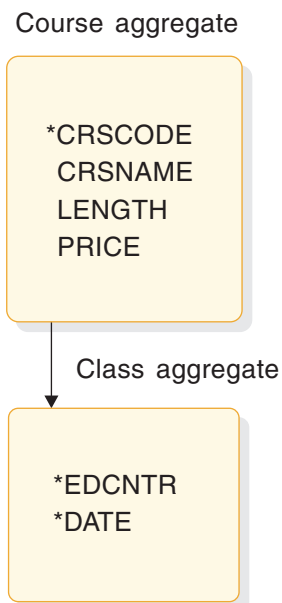 Course aggregate
*CRSCODE
CRSNAME
LENGTH
PRICE
Class aggregate
*EDCNTR
*DATE